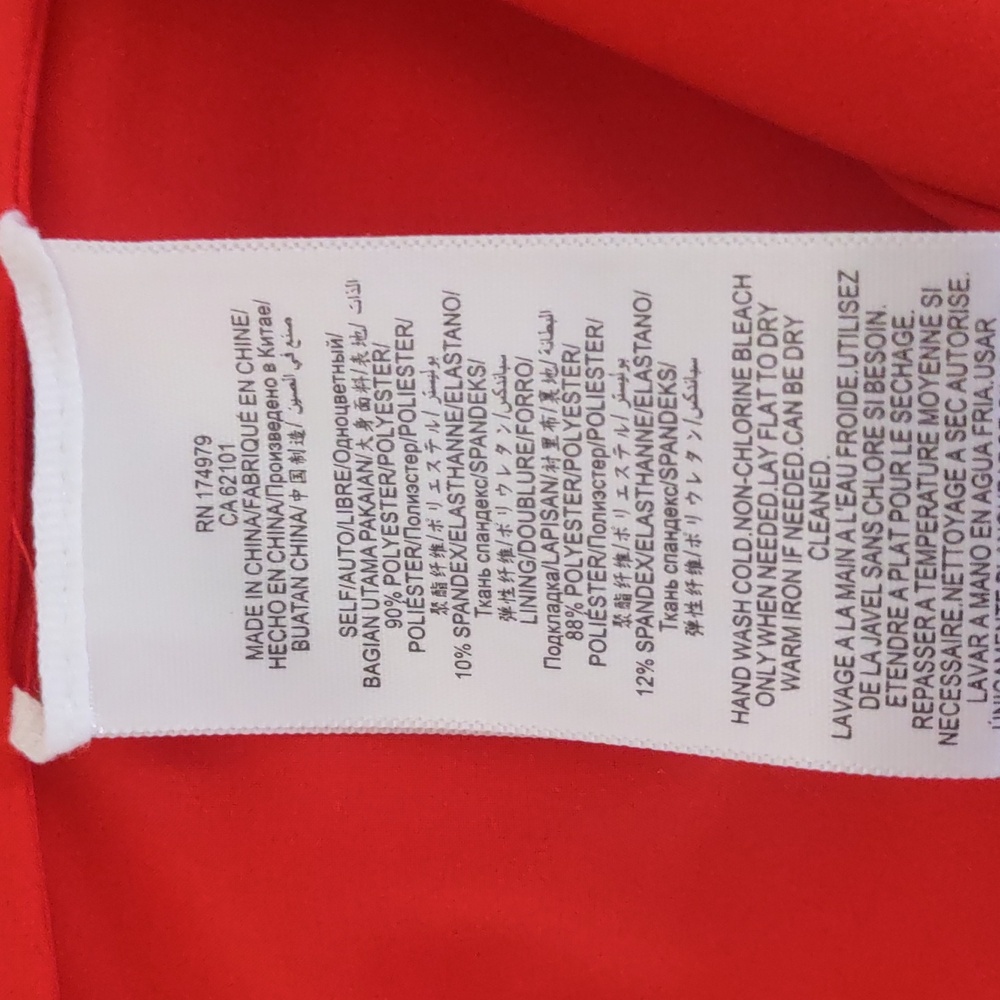 RN 174979
CA 62101
MADE IN CHINA/FABRIQUÉ EN CHINE/
HECHO EN CHINA/Произведено в Китае/
BUATAN CHINA/中国制造/صنع في الصين
SELF/AUTO/LIBRE/Одноцветный/
BAGIAN UTAMA PAKAIAN/大身面料/表地/الذات
90% POLYESTER/POLYESTER/
POLIÉSTER/Полиэстер/POLIESTER/
聚酯纤维/ポリエステル/بوليستر
10% SPANDEX/ELASTHANNE/ELASTANO/
Ткань спандекс/SPANDEKS/
弹性纤维/ポリウレタン/سباندكس
LINING/DOUBLURE/FORRO/
Подкладка/LAPISAN/衬里布/裏地/البطانة
88% POLYESTER/POLYESTER/
POLIÉSTER/Полиэстер/POLIESTER/
聚酯纤维/ポリエステル/بوليستر
12% SPANDEX/ELASTHANNE/ELASTANO/
Ткань спандекс/SPANDEKS/
弹性纤维/ポリウレタン/سباندكس
HAND WASH COLD.NON-CHLORINE BLEACH
ONLY WHEN NEEDED.LAY FLAT TO DRY
WARM IRON IF NEEDED.CAN BE DRY
CLEANED.
LAVAGE A LA MAIN A L'EAU FROIDE.UTILISEZ
DE LA JAVEL SANS CHLORE SI BESOIN.
ETENDRE A PLAT POUR LE SECHAGE.
REPASSER A TEMPERATURE MOYENNE SI
NECESSAIRE.NETTOYAGE A SEC AUTORISE.
LAVAR A MANO EN AGUA FRIA.USAR